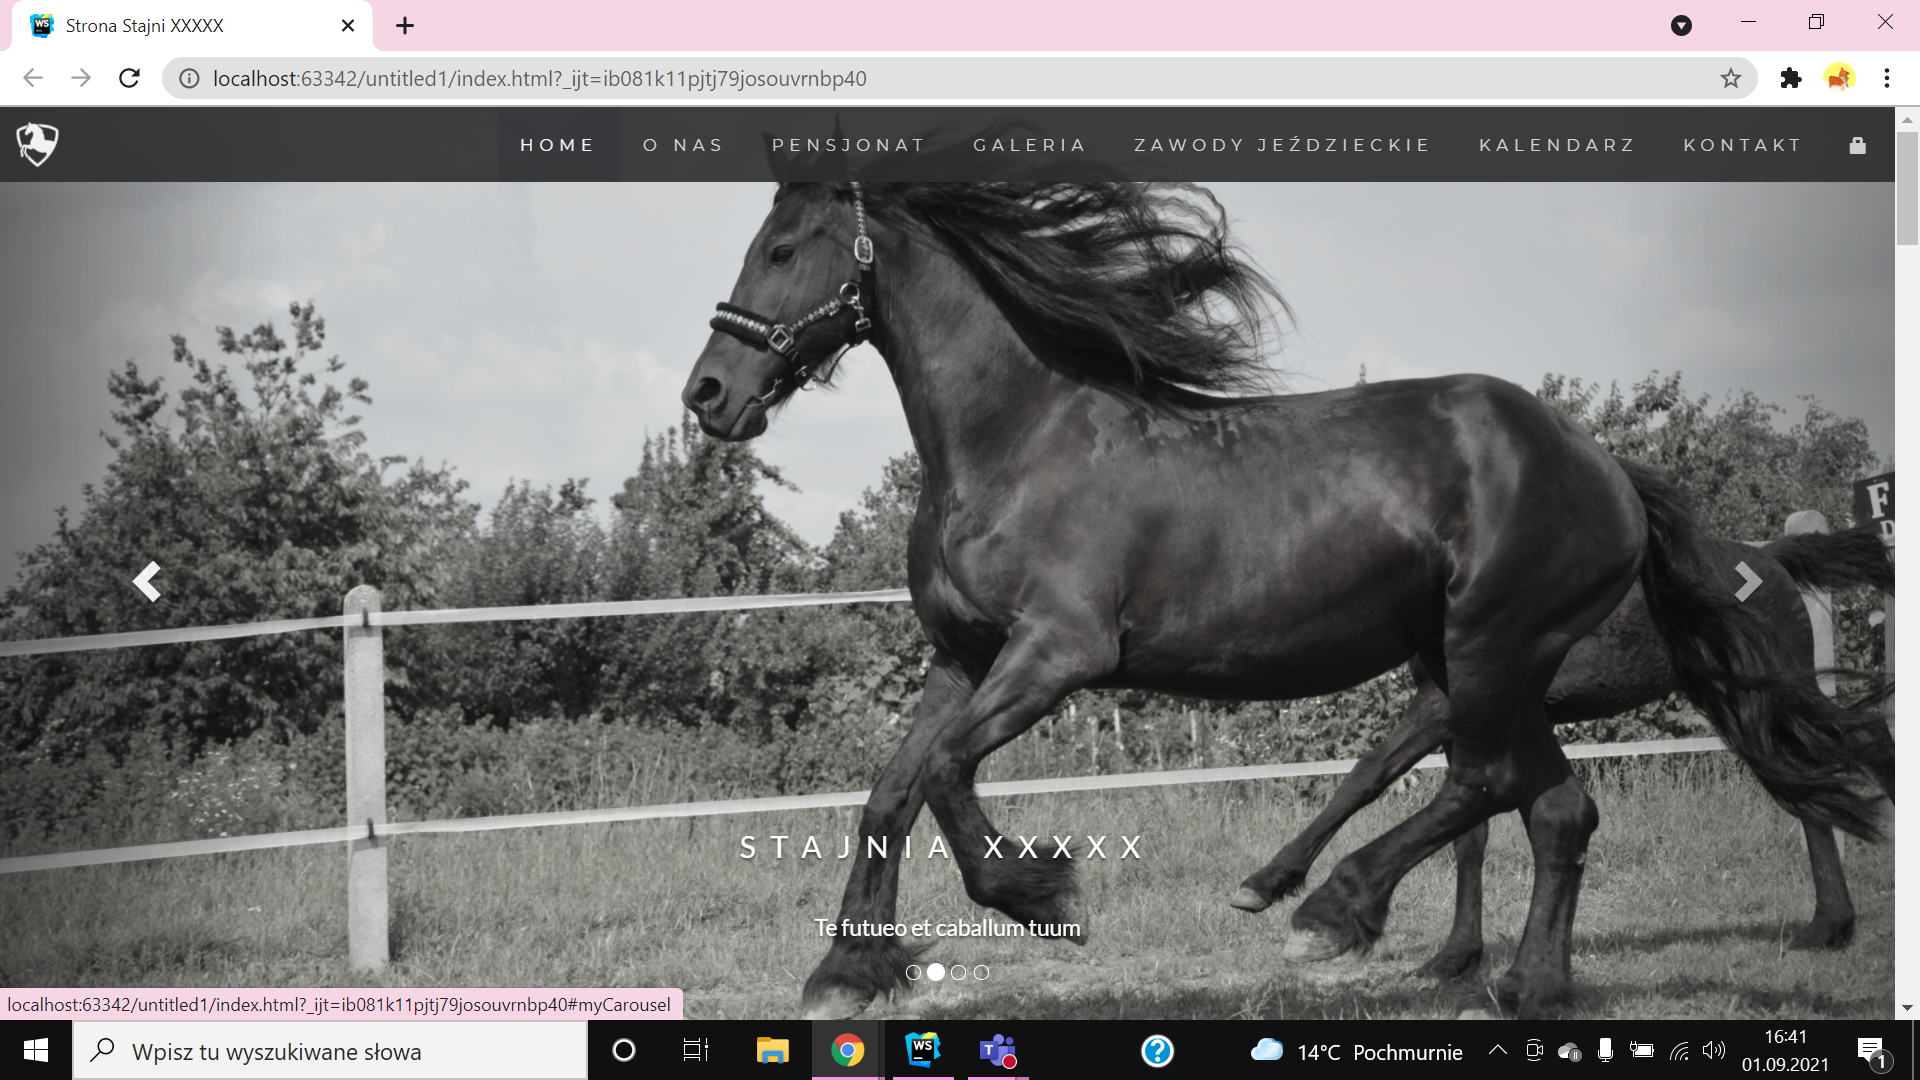 Strona Stajni XXXXX
localhost:63342/untitled1/index.html?_ijt=ib081k11pjtj79josouvrnbp40
HOME O NAS PENSJONAT GALERIA ZAWODY JEŹDZIECKIE KALENDARZ KONTAKT
F
D
STAJNIA XXXXX
Te futueo et caballum tuum
localhost:63342/untitled1/index.html?_ijt=ib081k11pjtj79josouvrnbp40#myCarousel
Wpisz tu wyszukiwane słowa
WS
T
?
14°C Pochmurnie
16:41
01.09.2021
1